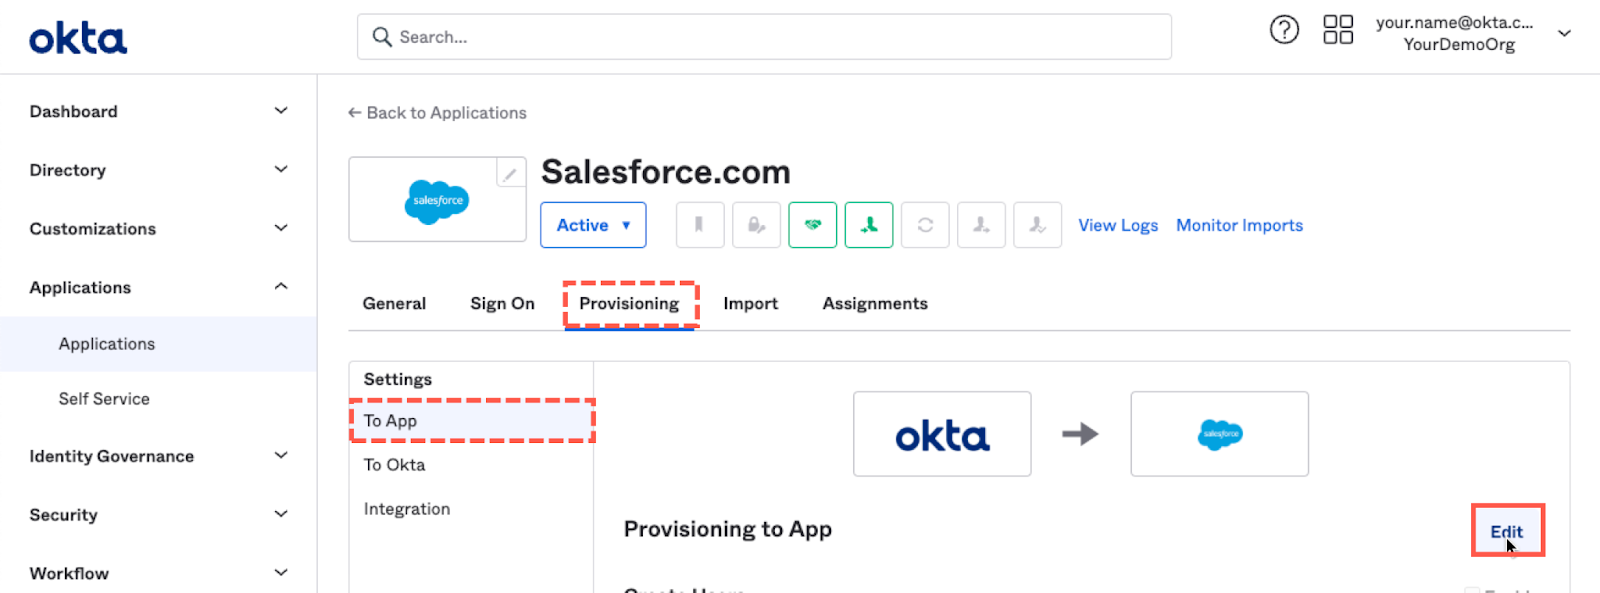 okta
Search...
your.name@okta.c...
YourDemoOrg
Dashboard
Directory
Customizations
Applications
Applications
Self Service
Identity Governance
Security
Workflow
← Back to Applications
salesforce
Salesforce.com
Active
View Logs
Monitor Imports
General
Sign On
Provisioning
Import
Assignments
Settings
To App
To Okta
Integration
okta
salesforce
Provisioning to App
Edit